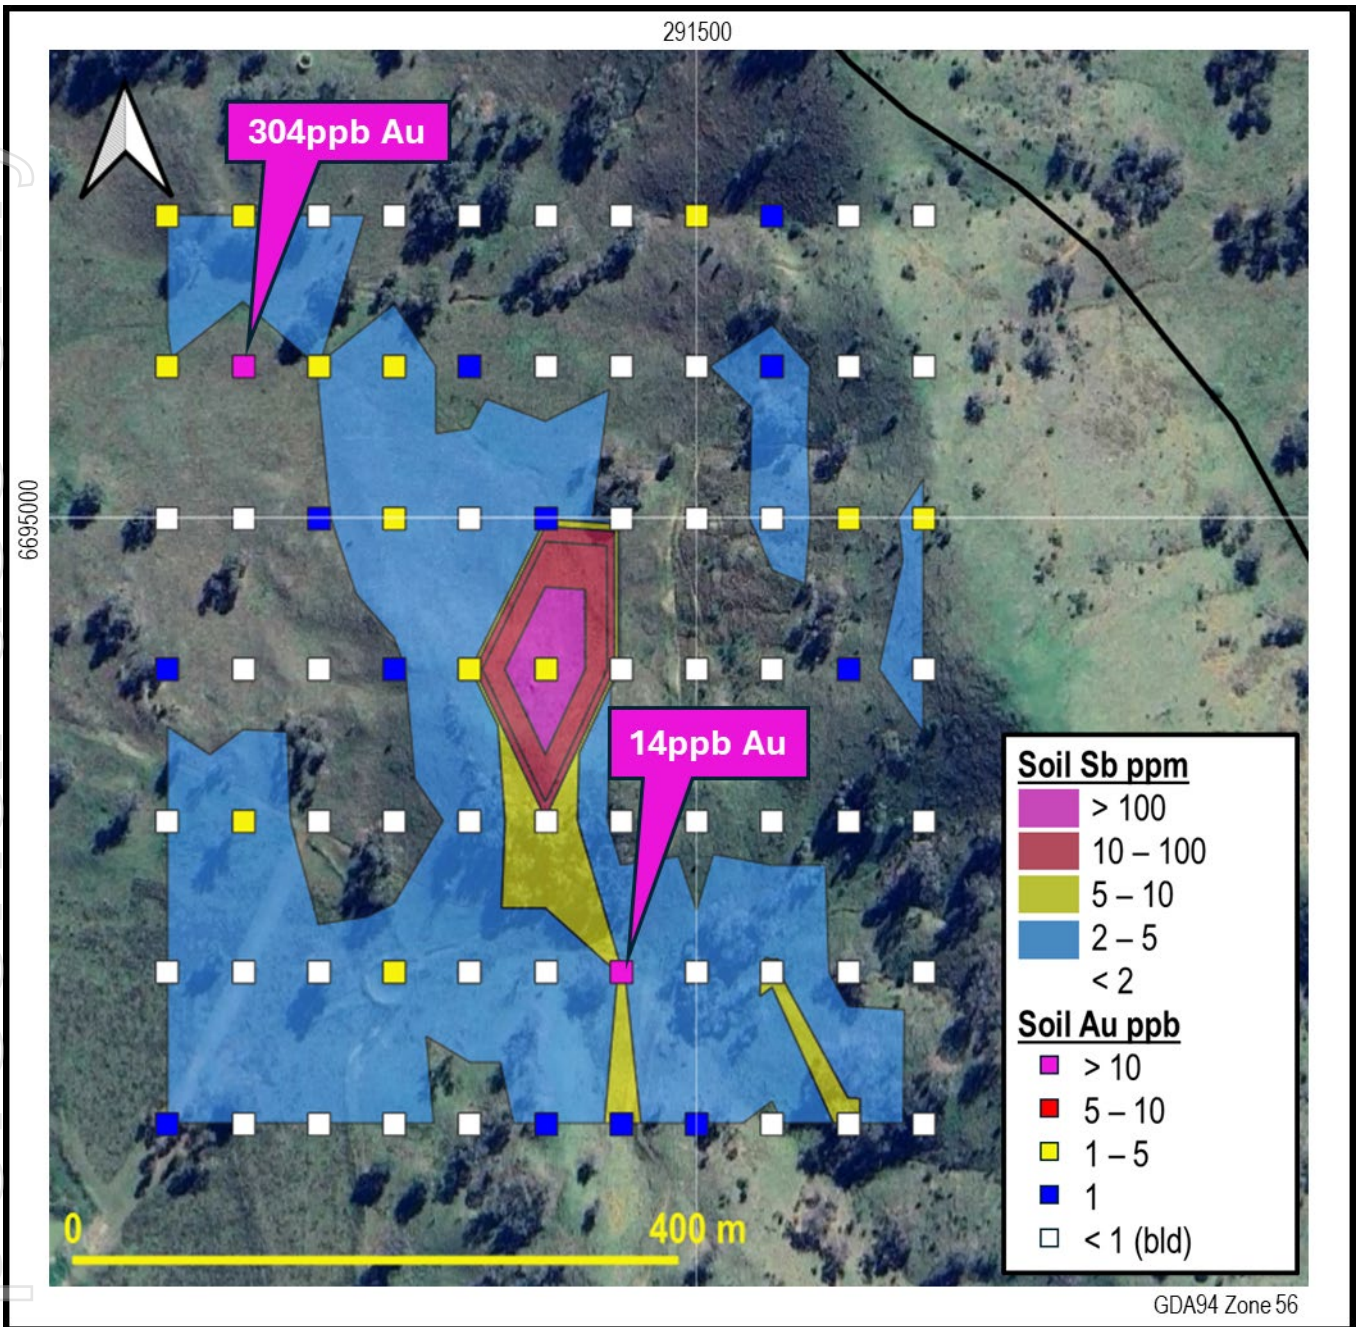 291500
304ppb Au
6695000
14ppb Au
Soil Sb ppm
> 100
10 – 100
5 – 10
2 – 5
< 2
Soil Au ppb
> 10
5 – 10
1 – 5
1
< 1 (bld)
0 400 m
GDA94 Zone 56